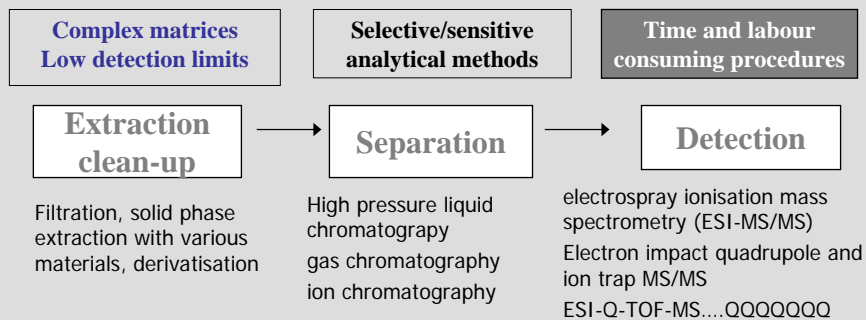 Complex matrices
Low detection limits
Selective/sensitive
analytical methods
Time and labour
consuming procedures
Extraction
clean-up
Separation
Detection
Filtration, solid phase
extraction with various
materials, derivatisation
High pressure liquid
chromatograpy
gas chromatography
ion chromatography
electrospray ionisation mass
spectrometry (ESI-MS/MS)
Electron impact quadrupole and
ion trap MS/MS
ESI-Q-TOF-MS....QQQQQQQ